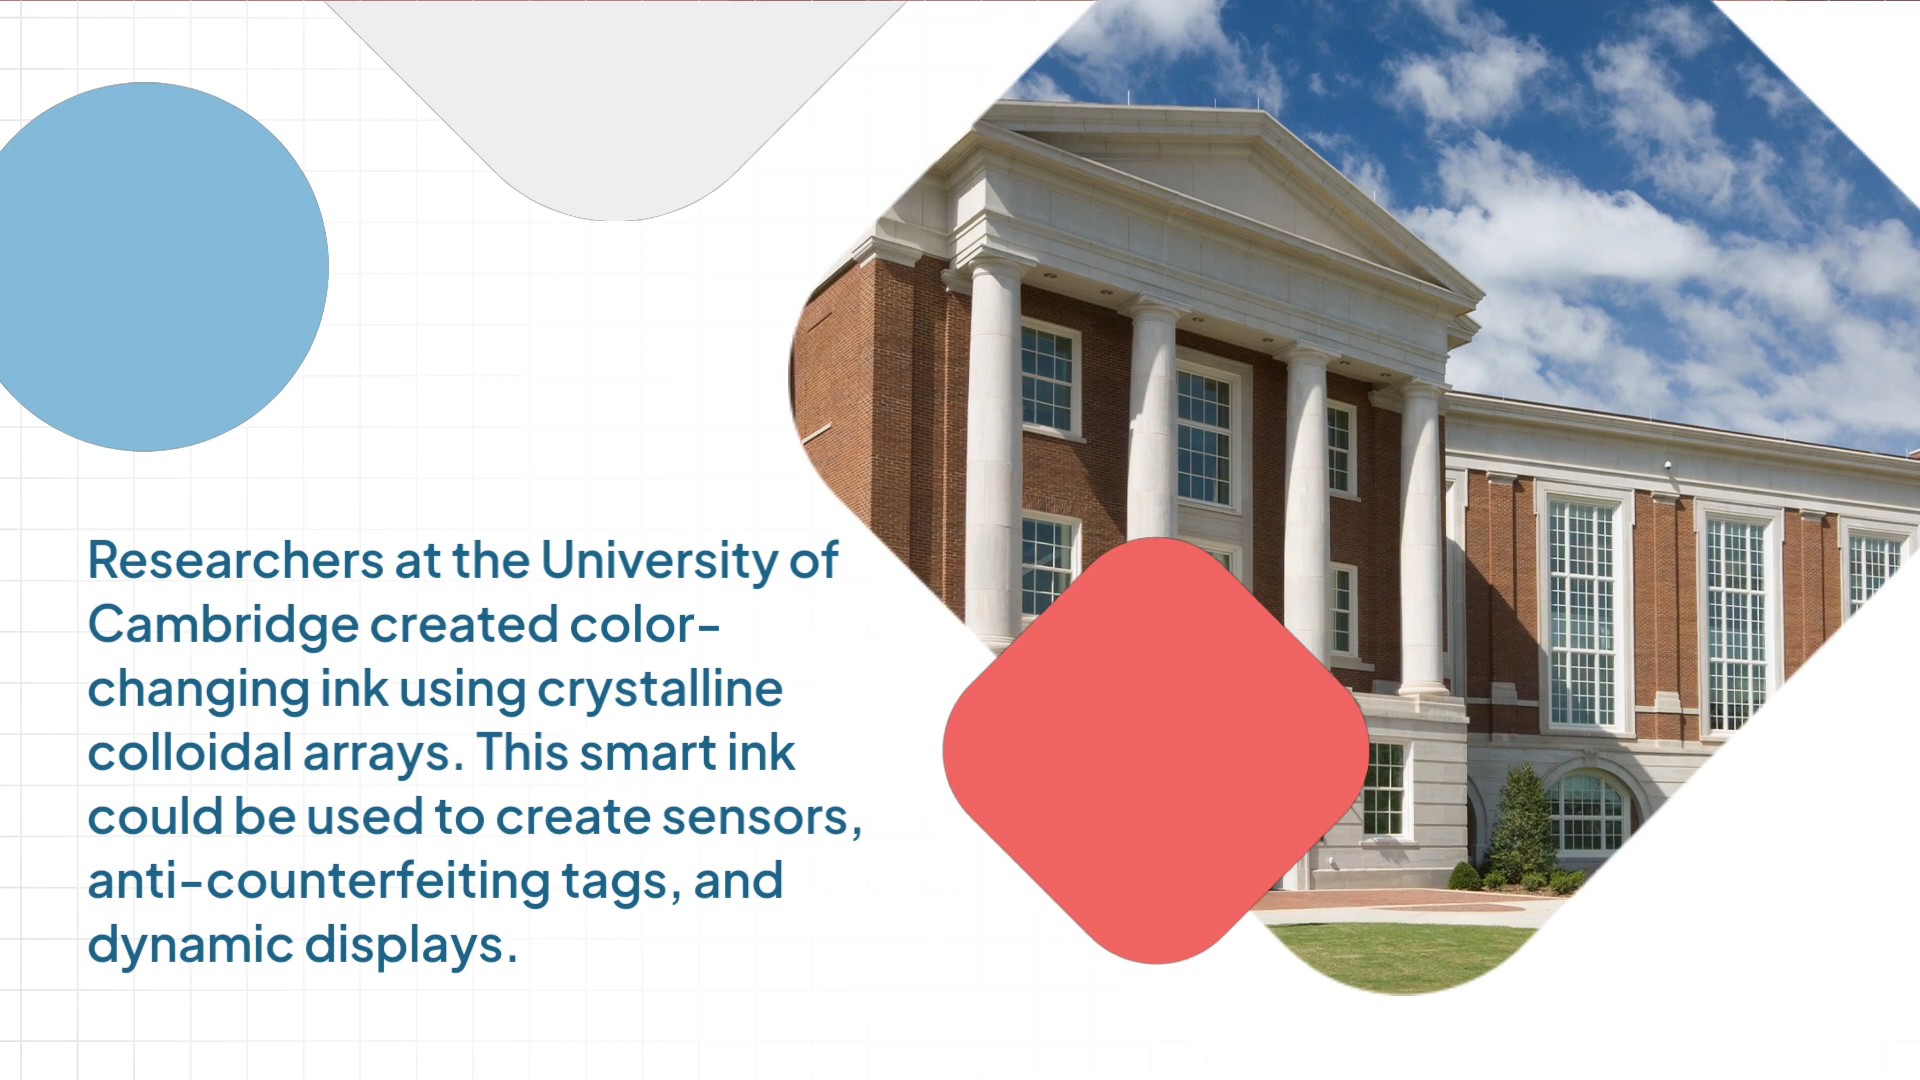 Researchers at the University of
Cambridge created color-
changing ink using crystalline
colloidal arrays. This smart ink
could be used to create sensors,
anti-counterfeiting tags, and
dynamic displays.